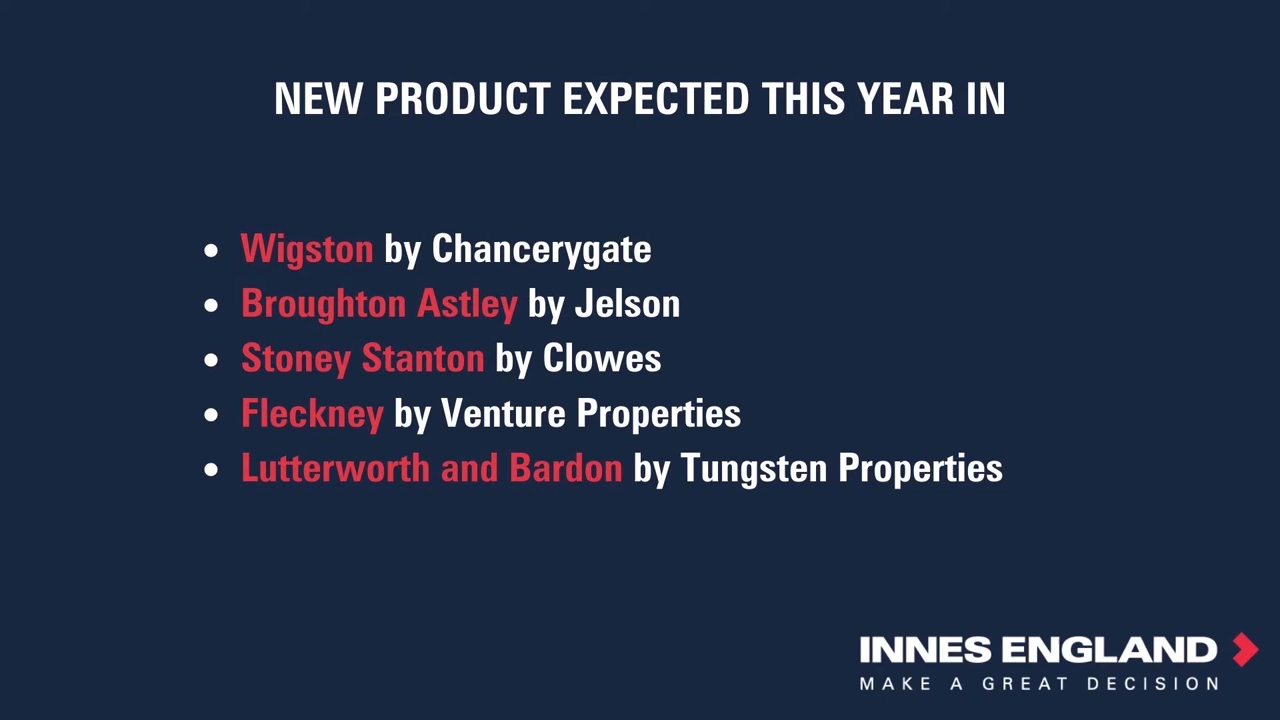 NEW PRODUCT EXPECTED THIS YEAR IN
• Wigston by Chancerygate
• Broughton Astley by Jelson
• Stoney Stanton by Clowes
• Fleckney by Venture Properties
• Lutterworth and Bardon by Tungsten Properties
INNES ENGLAND
MAKE A GREAT DECISION